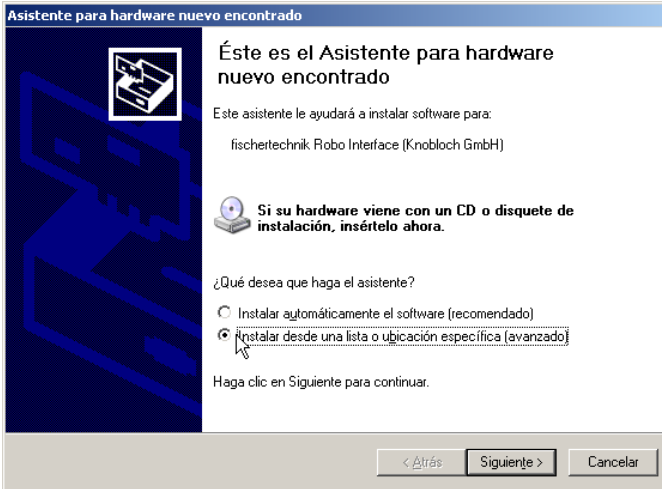 Asistente para hardware nuevo encontrado
Éste es el Asistente para hardware
nuevo encontrado
Este asistente le ayudará a instalar software para:
fischertechnik Robo Interface (Knobloch GmbH)
Si su hardware viene con un CD o disquete de
instalación, insértelo ahora.
¿Qué desea que haga el asistente?
Instalar automáticamente el software (recomendado)
Instalar desde una lista o ubicación específica (avanzado)
Haga clic en Siguiente para continuar.
< Atrás Siguiente > Cancelar